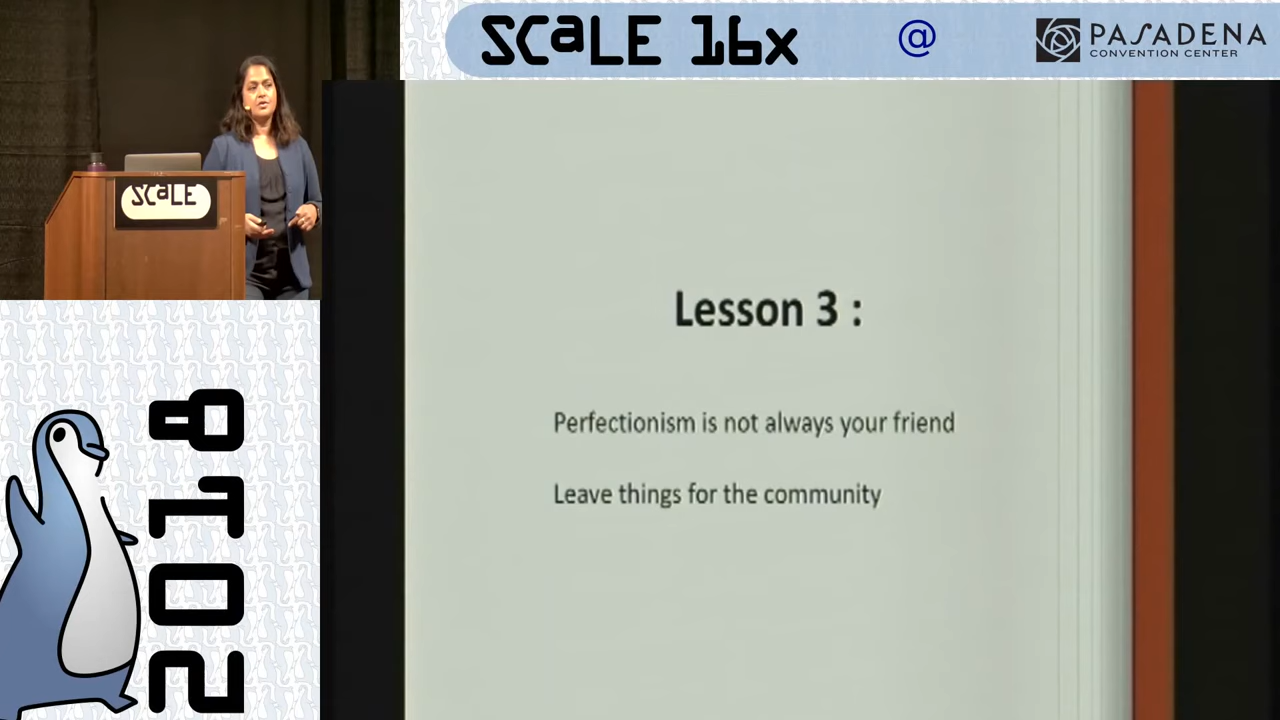 SCaLE 16x
@
PASADENA
CONVENTION CENTER
SCaLE
Lesson 3 :
Perfectionism is not always your friend
Leave things for the community
2018